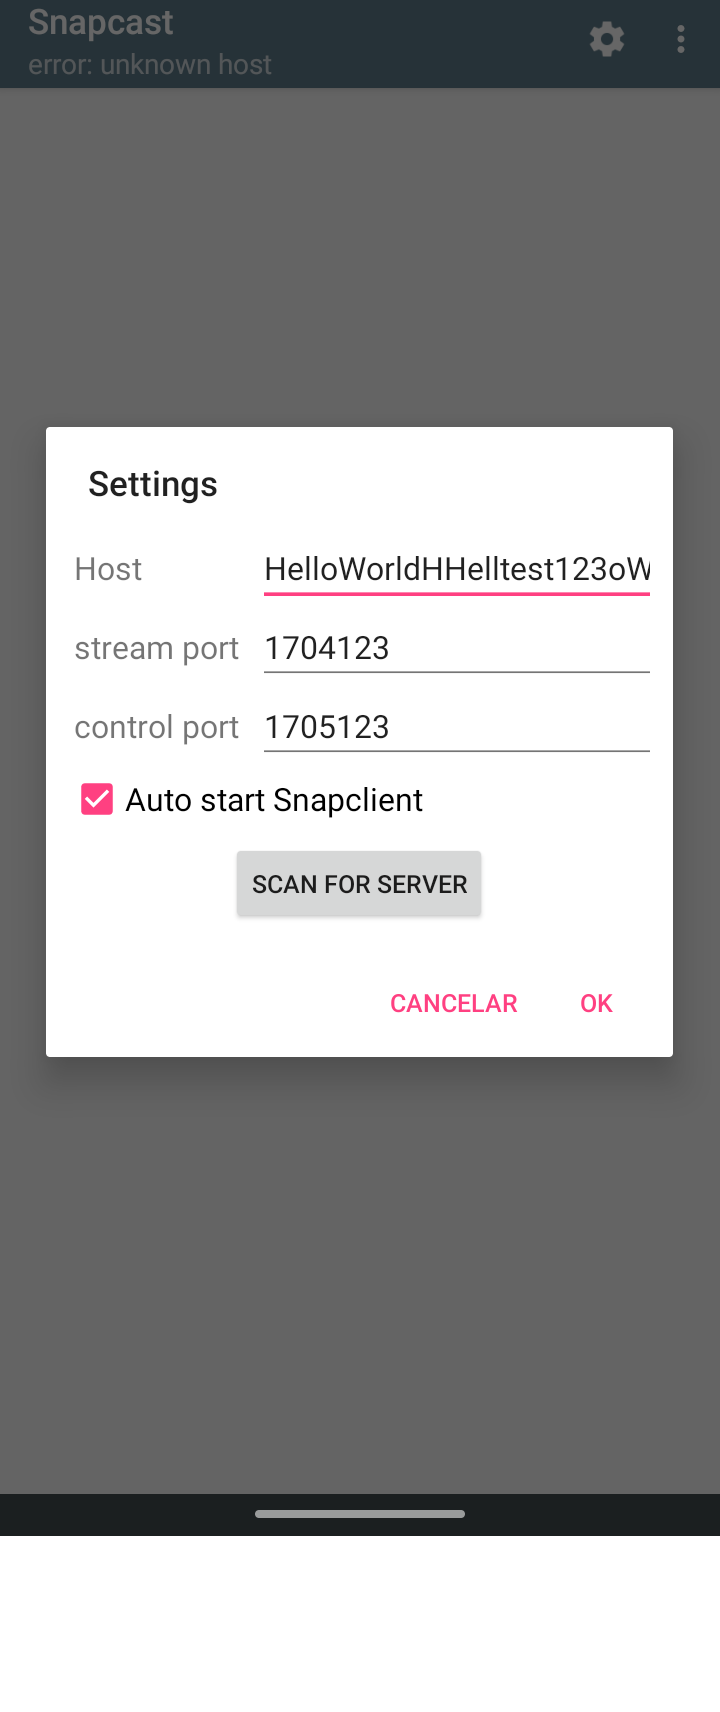 Snapcast
error: unknown host
Settings
Host HelloWorldHHelltest123oW
stream port 1704123
control port 1705123
Auto start Snapclient
SCAN FOR SERVER
CANCELAR OK